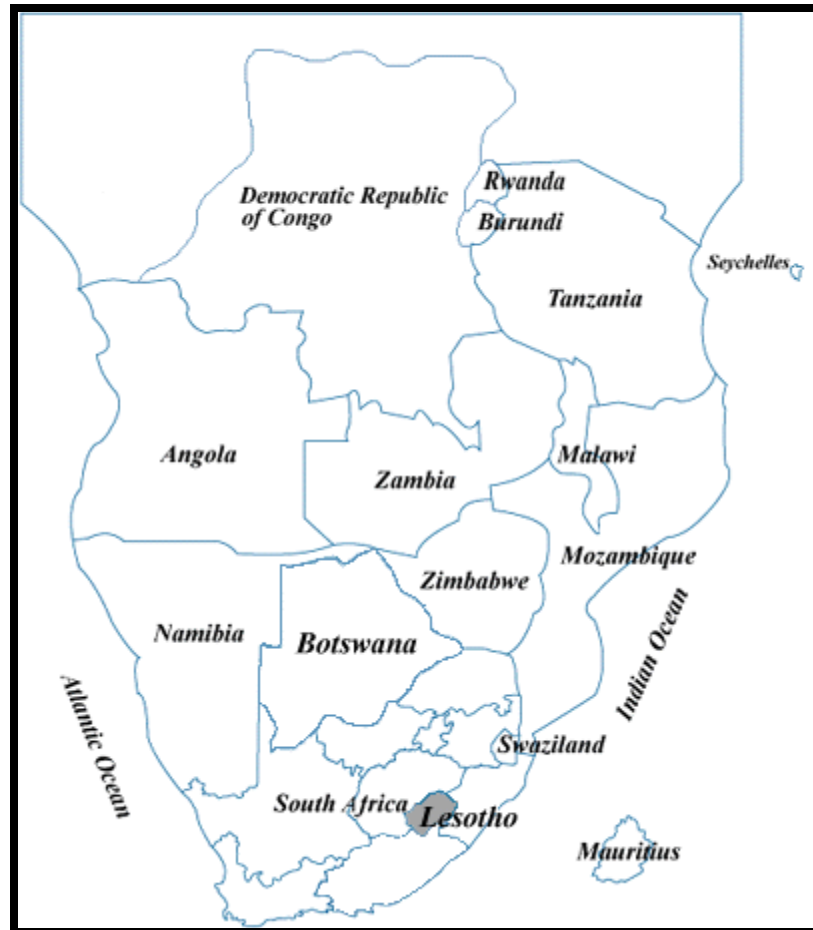 Democratic Republic
of Congo
Rwanda
Burundi
Seychelles
Tanzania
Angola
Zambia
Malawi
Mozambique
Zimbabwe
Namibia
Botswana
Indian Ocean
Atlantic Ocean
Swaziland
South Africa
Lesotho
Mauritius